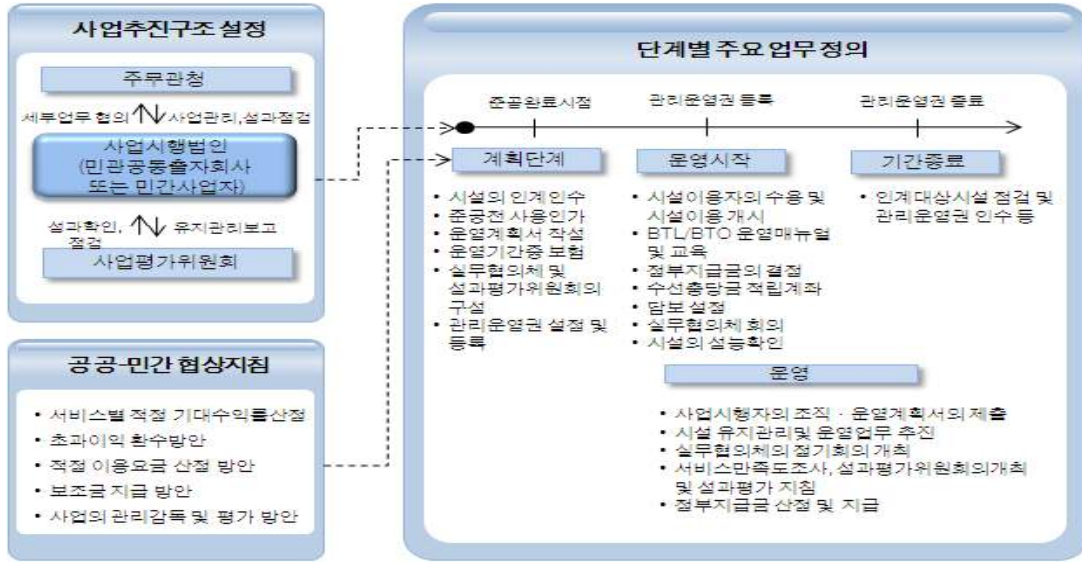 사업추진구조 설정
주무관청
세부업무 협의
사업관리, 성과점검
사업시행법인
(민관공동출자회사
또는 민간사업자)
성과확인,
점검
유지관리보고
사업평가위원회
공공-민간 협상지침
• 서비스별 적정 기대수익률산정
• 초과이익 환수방안
• 적정 이용요금 산정 방안
• 보조금 지급 방안
• 사업의 관리감독 및 평가 방안
단계별 주요 업무 정의
준공완료시점
관리운영권 등록
관리운영권 종료
계획단계
• 시설의 인계인수
• 준공전 사용인가
• 운영계획서 작성
• 운영기간중 보험
• 실무협의체 및
성과평가위원회의
구성
• 관리운영권 설정 및
등록
운영시작
• 시설이용자의 수용 및
시설이용 개시
• BTL/BTO 운영매뉴얼
및 교육
• 정부지급금의 결정
• 수선충당금 적립계좌
• 담보 설정
• 실무협의체 회의
• 시설의 성능확인
기간종료
• 인계대상시설 점검 및
관리운영권 인수 등
운영
• 사업시행자의 조직 · 운영계획서의 제출
• 시설 유지관리및 운영업무 추진
• 실무협의체의 정기회의 개최
• 서비스만족도조사, 성과평가위원회의개최
및 성과평가 지침
• 정부지급금 산정 및 지급